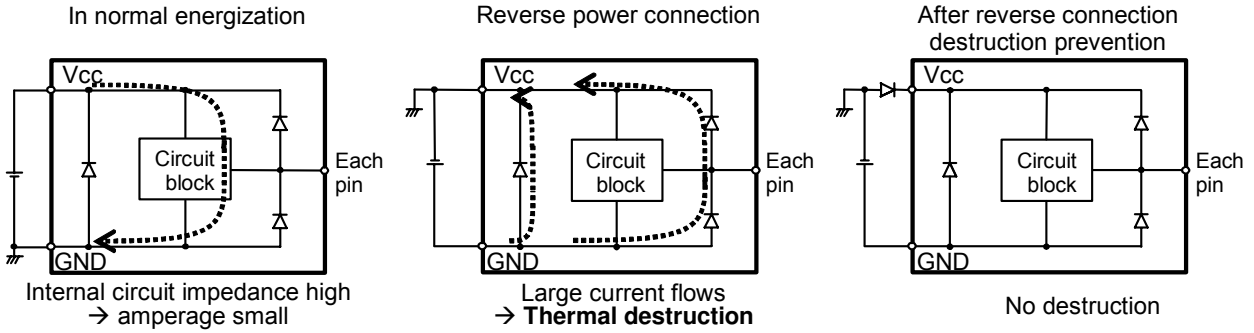 In normal energization
Vcc
Circuit
block
Each
pin
GND
Internal circuit impedance high
→ amperage small
Reverse power connection
Vcc
Circuit
block
Each
pin
GND
Large current flows
→ Thermal destruction
After reverse connection
destruction prevention
Vcc
Circuit
block
Each
pin
GND
No destruction